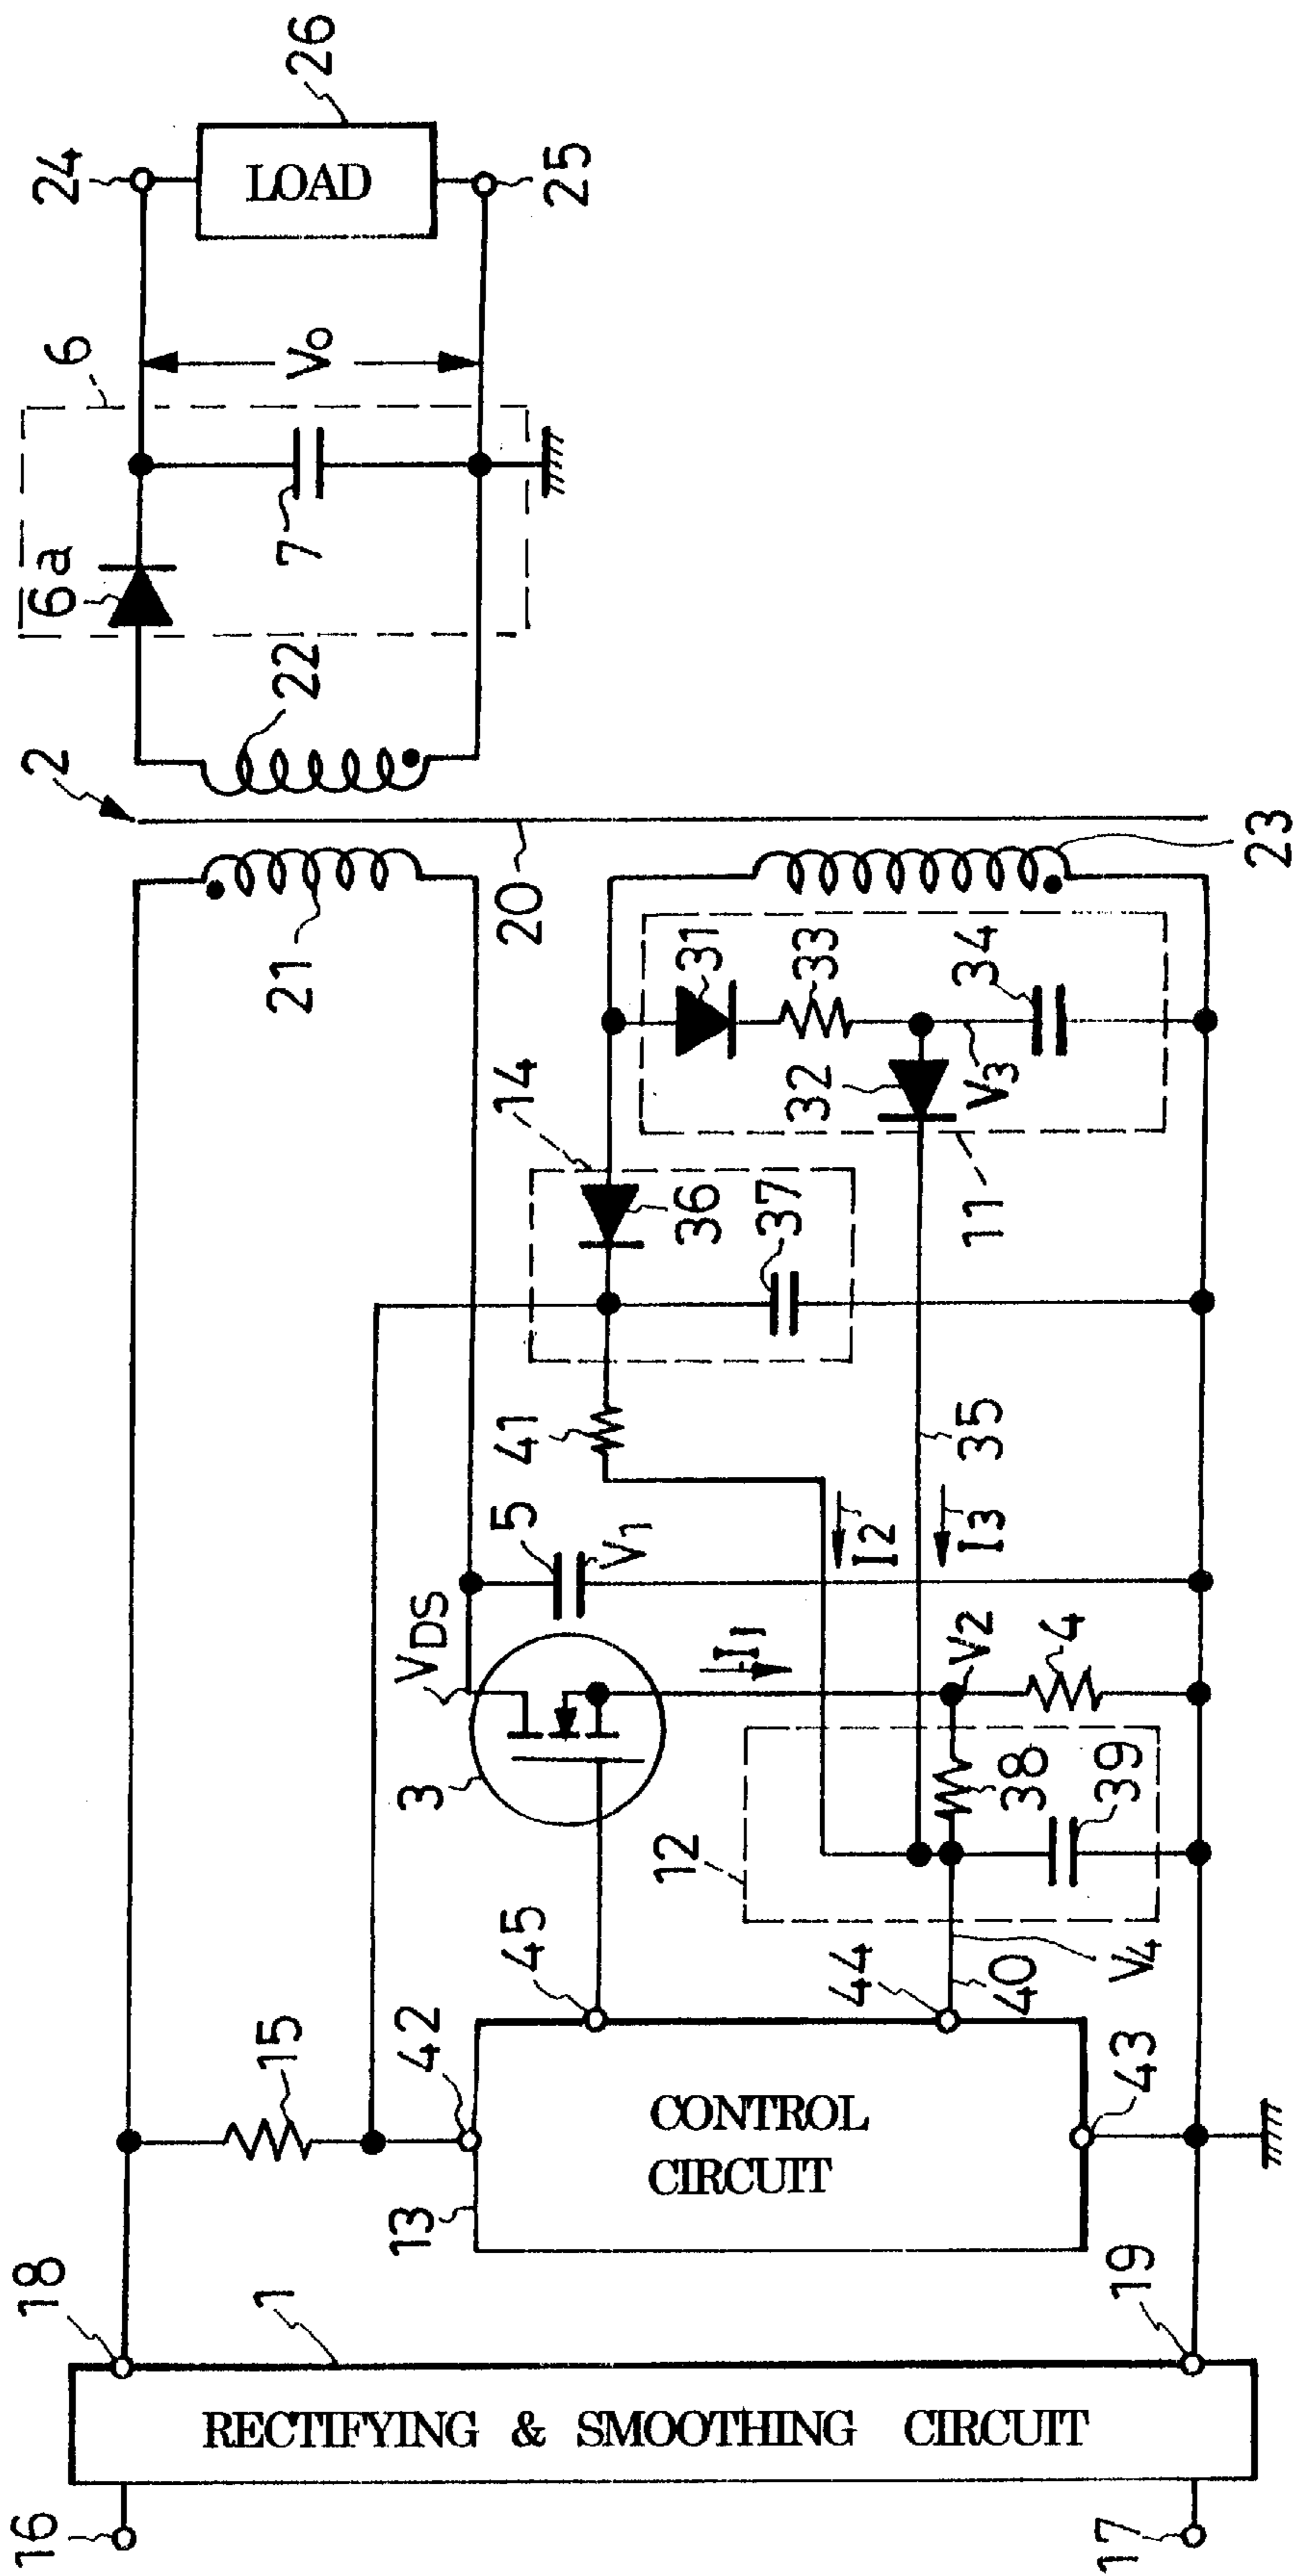 16
17
RECTIFYING & SMOOTHING CIRCUIT
18
1
19
15
13
42
CONTROL
CIRCUIT
43
45
44
40
V4
12
38
39
3
VDS
I1
V2
4
5
V1
I2
I3
41
35
14
36
37
11
32
V3
31
33
34
21
20
23
2
22
6a
6
7
Vo
24
LOAD
25
26